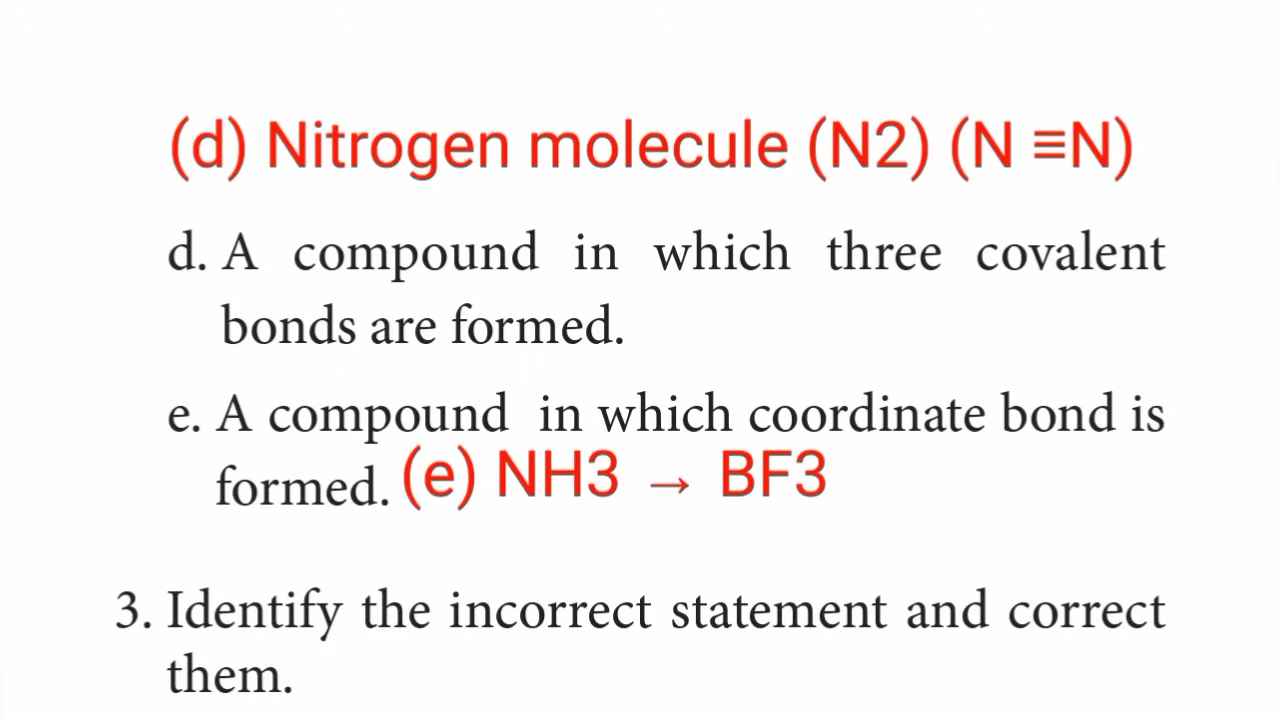 (d) Nitrogen molecule (N2) (N ≡N)
d. A compound in which three covalent
bonds are formed.
e. A compound in which coordinate bond is
formed. (e) NH3 → BF3
3. Identify the incorrect statement and correct
them.